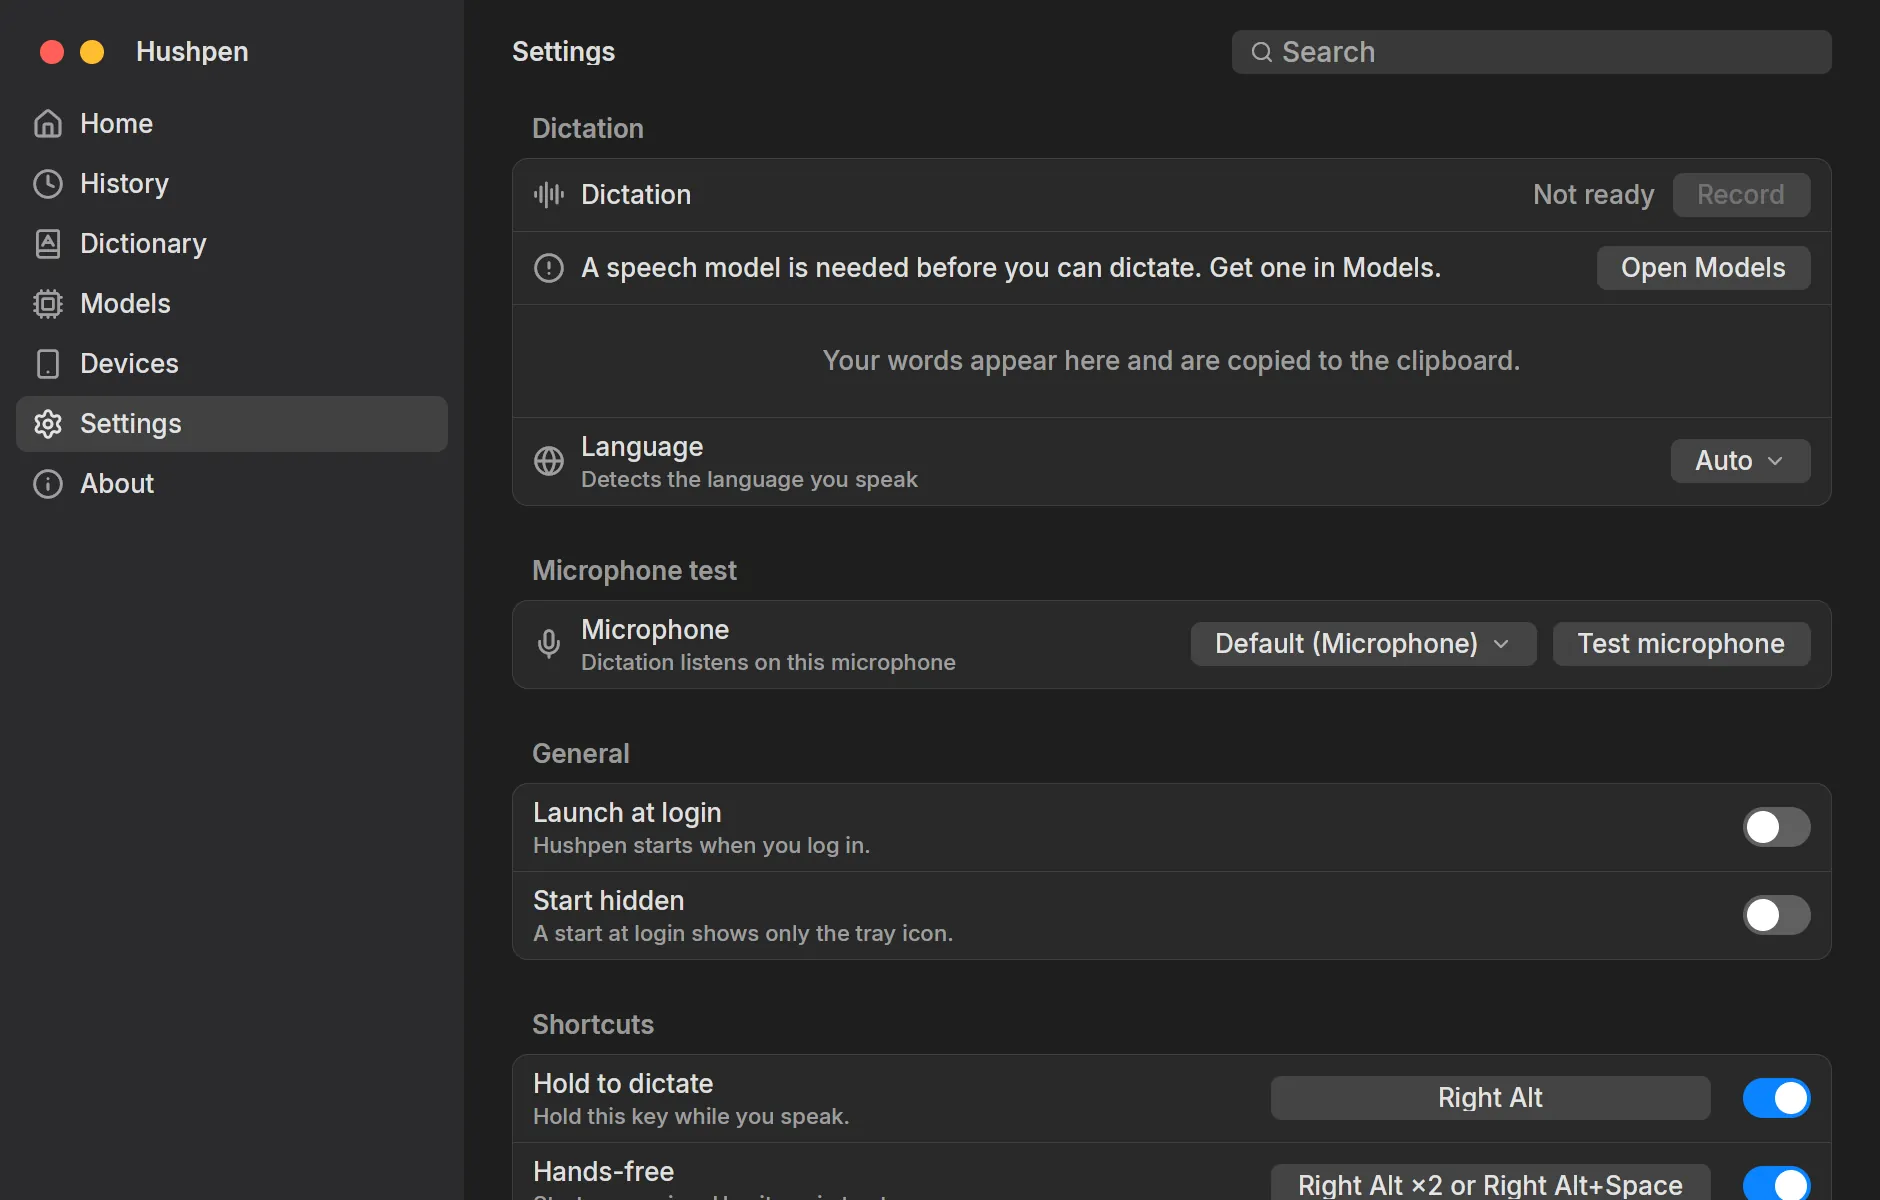 Hushpen
Home
History
Dictionary
Models
Devices
Settings
About
Settings
Search
Dictation
Dictation
Not ready
Record
A speech model is needed before you can dictate. Get one in Models.
Open Models
Your words appear here and are copied to the clipboard.
Language
Detects the language you speak
Auto
Microphone test
Microphone
Dictation listens on this microphone
Default (Microphone)
Test microphone
General
Launch at login
Hushpen starts when you log in.
Start hidden
A start at login shows only the tray icon.
Shortcuts
Hold to dictate
Hold this key while you speak.
Right Alt
Hands-free
Right Alt ×2 or Right Alt+Space